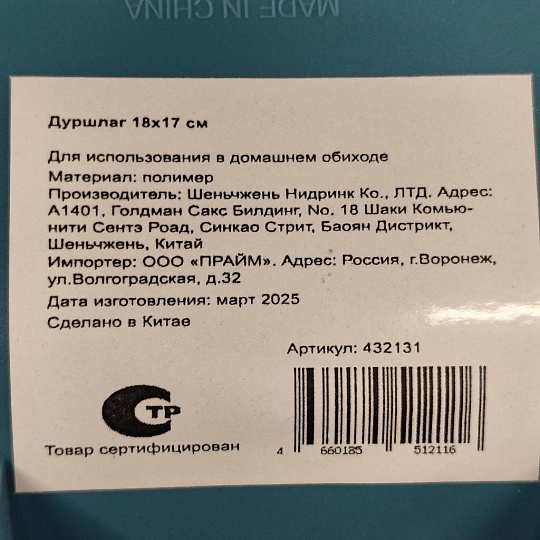 MADE IN CHINA
Дуршлаг 18х17 см
Для использования в домашнем обиходе
Материал: полимер
Производитель: Шеньчжень Нидринк Ко., ЛТД. Адрес:
А1401, Голдман Сакс Билдинг, No. 18 Шаки Комью-
нити Сентэ Роад, Синкао Стрит, Баоян Дистрикт,
Шеньчжень, Китай
Импортер: ООО «ПРАЙМ». Адрес: Россия, г.Воронеж,
ул.Волгоградская, д.32
Дата изготовления: март 2025
Сделано в Китае
Артикул: 432131
СТР
Товар сертифицирован
4 660185 512116